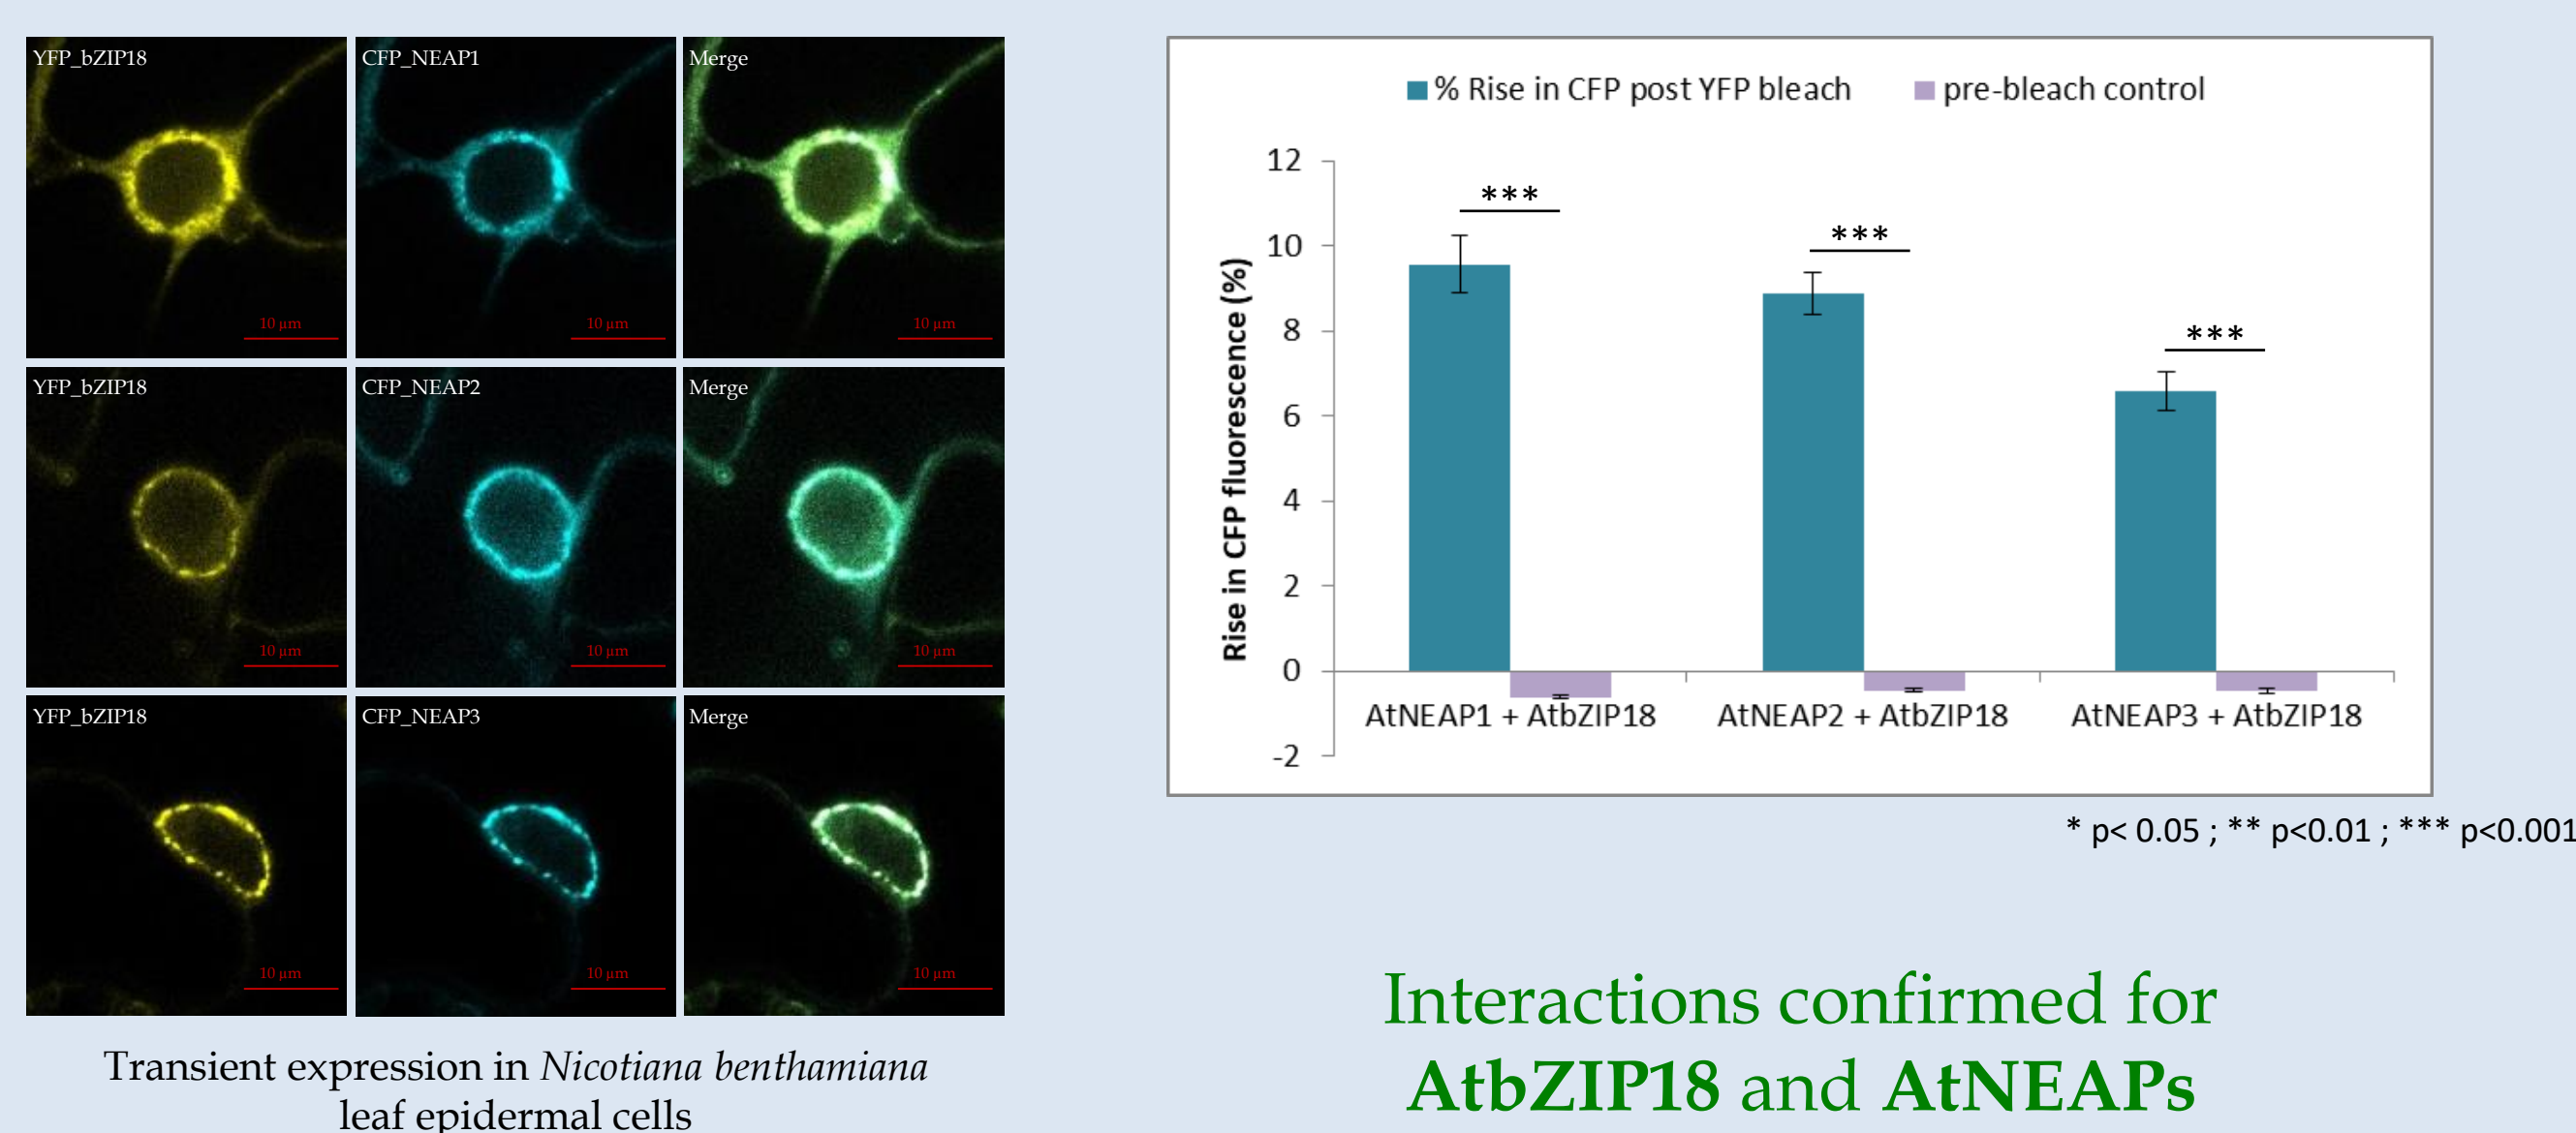 YFP_bZIP18
CFP_NEAP1
Merge
10 µm
10 µm
10 µm
YFP_bZIP18
CFP_NEAP2
Merge
10 µm
10 µm
10 µm
YFP_bZIP18
CFP_NEAP3
Merge
10 µm
10 µm
10 µm
Transient expression in Nicotiana benthamiana
leaf epidermal cells
% Rise in CFP post YFP bleach
pre-bleach control
Rise in CFP fluorescence (%)
12
10
8
6
4
2
0
-2
***
***
***
AtNEAP1 + AtbZIP18
AtNEAP2 + AtbZIP18
AtNEAP3 + AtbZIP18
* p< 0.05 ; ** p<0.01 ; *** p<0.001
Interactions confirmed for
AtbZIP18 and AtNEAPs